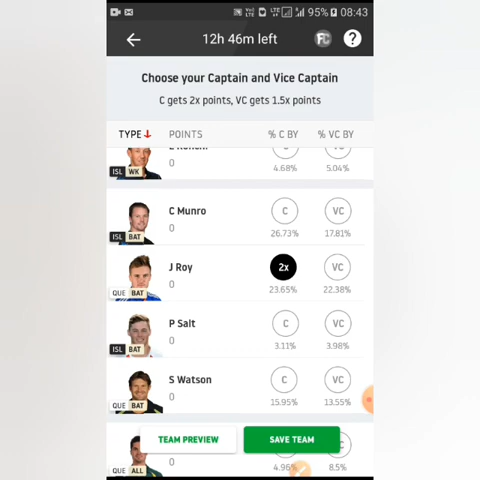 95% 08:43
12h 46m left
FC ?
Choose your Captain and Vice Captain
C gets 2x points, VC gets 1.5x points
TYPE POINTS % C BY % VC BY
0
ISL WK 4.68% 5.04%
C Munro
0 C VC
ISL BAT 26.73% 17.81%
J Roy
0 2x VC
QUE BAT 23.65% 22.38%
P Salt
0 C VC
ISL BAT 3.11% 3.98%
S Watson
0 C VC
QUE BAT 15.95% 13.55%
TEAM PREVIEW SAVE TEAM
0
QUE ALL 4.96% 8.5%